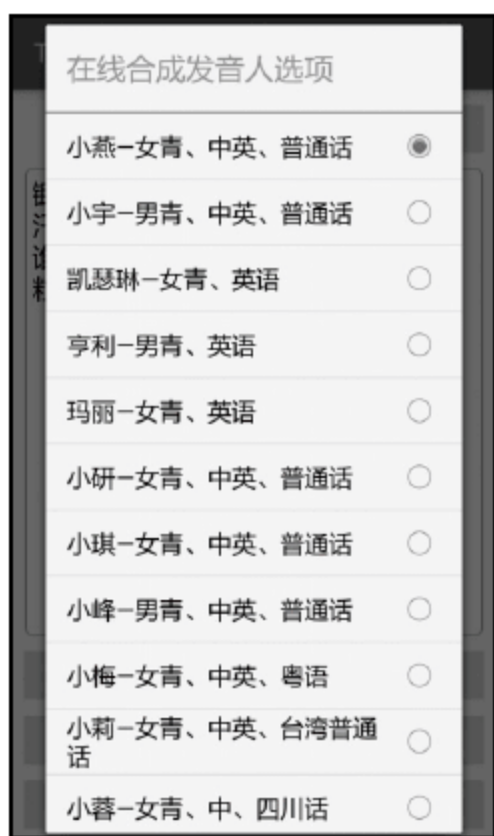 T
在线合成发音人选项
小燕—女青、中英、普通话
小宇—男青、中英、普通话
凯瑟琳—女青、英语
亨利—男青、英语
玛丽—女青、英语
小研—女青、中英、普通话
小琪—女青、中英、普通话
小峰—男青、中英、普通话
小梅—女青、中英、粤语
小莉—女青、中英、台湾普通
话
小蓉—女青、中、四川话